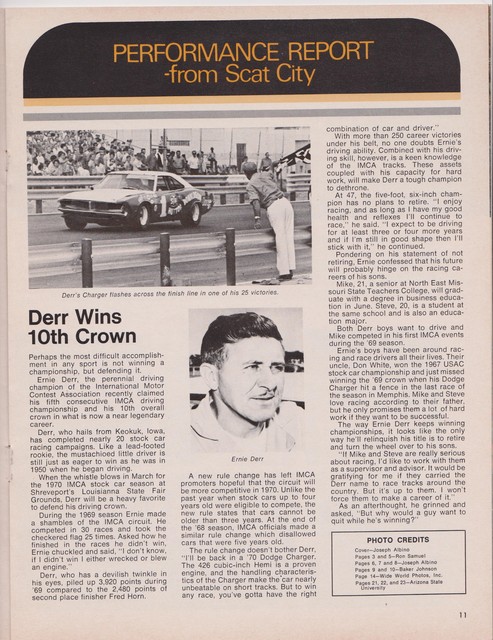 PERFORMANCE REPORT
-from Scat City
Derr's Charger flashes across the finish line in one of his 25 victories.
Derr Wins
10th Crown
Perhaps the most difficult accomplish-
ment in any sport is not winning a
championship, but defending it.
Ernie Derr, the perennial driving
champion of the International Motor
Contest Association recently claimed
his fifth consecutive IMCA driving
championship and his 10th overall
crown in what is now a near legendary
career.
Derr, who hails from Keokuk, Iowa,
has completed nearly 20 stock car
racing campaigns. Like a lead-footed
rookie, the mustachioed little driver is
still just as eager to win as he was in
1950 when he began driving.
When the whistle blows in March for
the 1970 IMCA stock car season at
Shreveport's Louisianna State Fair
Grounds, Derr will be a heavy favorite
to defend his driving crown.
During the 1969 season Ernie made
a shambles of the IMCA circuit. He
competed in 30 races and took the
checkered flag 25 times. Asked how he
finished in the races he didn't win,
Ernie chuckled and said, "I don't know,
if I didn't win I either wrecked or blew
an engine."
Derr, who has a devilish twinkle in
his eyes, piled up 3,920 points during
'69 compared to the 2,480 points of
second place finisher Fred Horn.
Ernie Derr
A new rule change has left IMCA
promoters hopeful that the circuit will
be more competitive in 1970. Unlike the
past year when stock cars up to four
years old were eligible to compete, the
new rule states that cars cannot be
older than three years. At the end of
the '68 season, IMCA officials made a
similar rule change which disallowed
cars that were five years old.
The rule change doesn't bother Derr,
"I'll be back in a '70 Dodge Charger.
The 426 cubic-inch Hemi is a proven
engine, and the handling characteris-
tics of the Charger make the car nearly
unbeatable on short tracks. But to win
any race, you've gotta have the right
combination of car and driver."
With more than 250 career victories
under his belt, no one doubts Ernie's
driving ability. Combined with his driv-
ing skill, however, is a keen knowledge
of the IMCA tracks. These assets
coupled with his capacity for hard
work, will make Derr a tough champion
to dethrone.
At 47, the five-foot, six-inch cham-
pion has no plans to retire. "I enjoy
racing, and as long as I have my good
health and reflexes I'll continue to
race," he said, "I expect to be driving
for at least three or four more years
and if I'm still in good shape then I'll
stick with it," he continued.
Pondering on his statement of not
retiring, Ernie confessed that his future
will probably hinge on the racing ca-
reers of his sons.
Mike, 21, a senior at North East Mis-
souri State Teachers College, will grad-
uate with a degree in business educa-
tion in June. Steve, 20, is a student at
the same school and is also an educa-
tion major.
Both Derr boys want to drive and
Mike competed in his first IMCA events
during the '69 season.
Ernie's boys have been around rac-
ing and race drivers all their lives. Their
uncle, Don White, won the 1967 USAC
stock car championship and just missed
winning the '69 crown when his Dodge
Charger hit a fence in the last race of
the season in Memphis. Mike and Steve
love racing according to their father,
but he only promises them a lot of hard
work if they want to be successful.
The way Ernie Derr keeps winning
championships, it looks like the only
way he'll relinquish his title is to retire
and turn the wheel over to his sons.
"If Mike and Steve are really serious
about racing, I'd like to work with them
as a supervisor and advisor. It would be
gratifying for me if they carried the
Derr name to race tracks around the
country. But it's up to them. I won't
force them to make a career of it."
As an afterthought, he grinned and
asked, "But why would a guy want to
quit while he's winning?"
PHOTO CREDITS
Cover—Joseph Albino
Pages 3 and 5—Ron Samuel
Pages 6, 7 and 8—Joseph Albino
Pages 9 and 10—Baker Johnson
Page 14—Wide World Photos, Inc.
Pages 21, 22, and 23—Arizona State
University
11